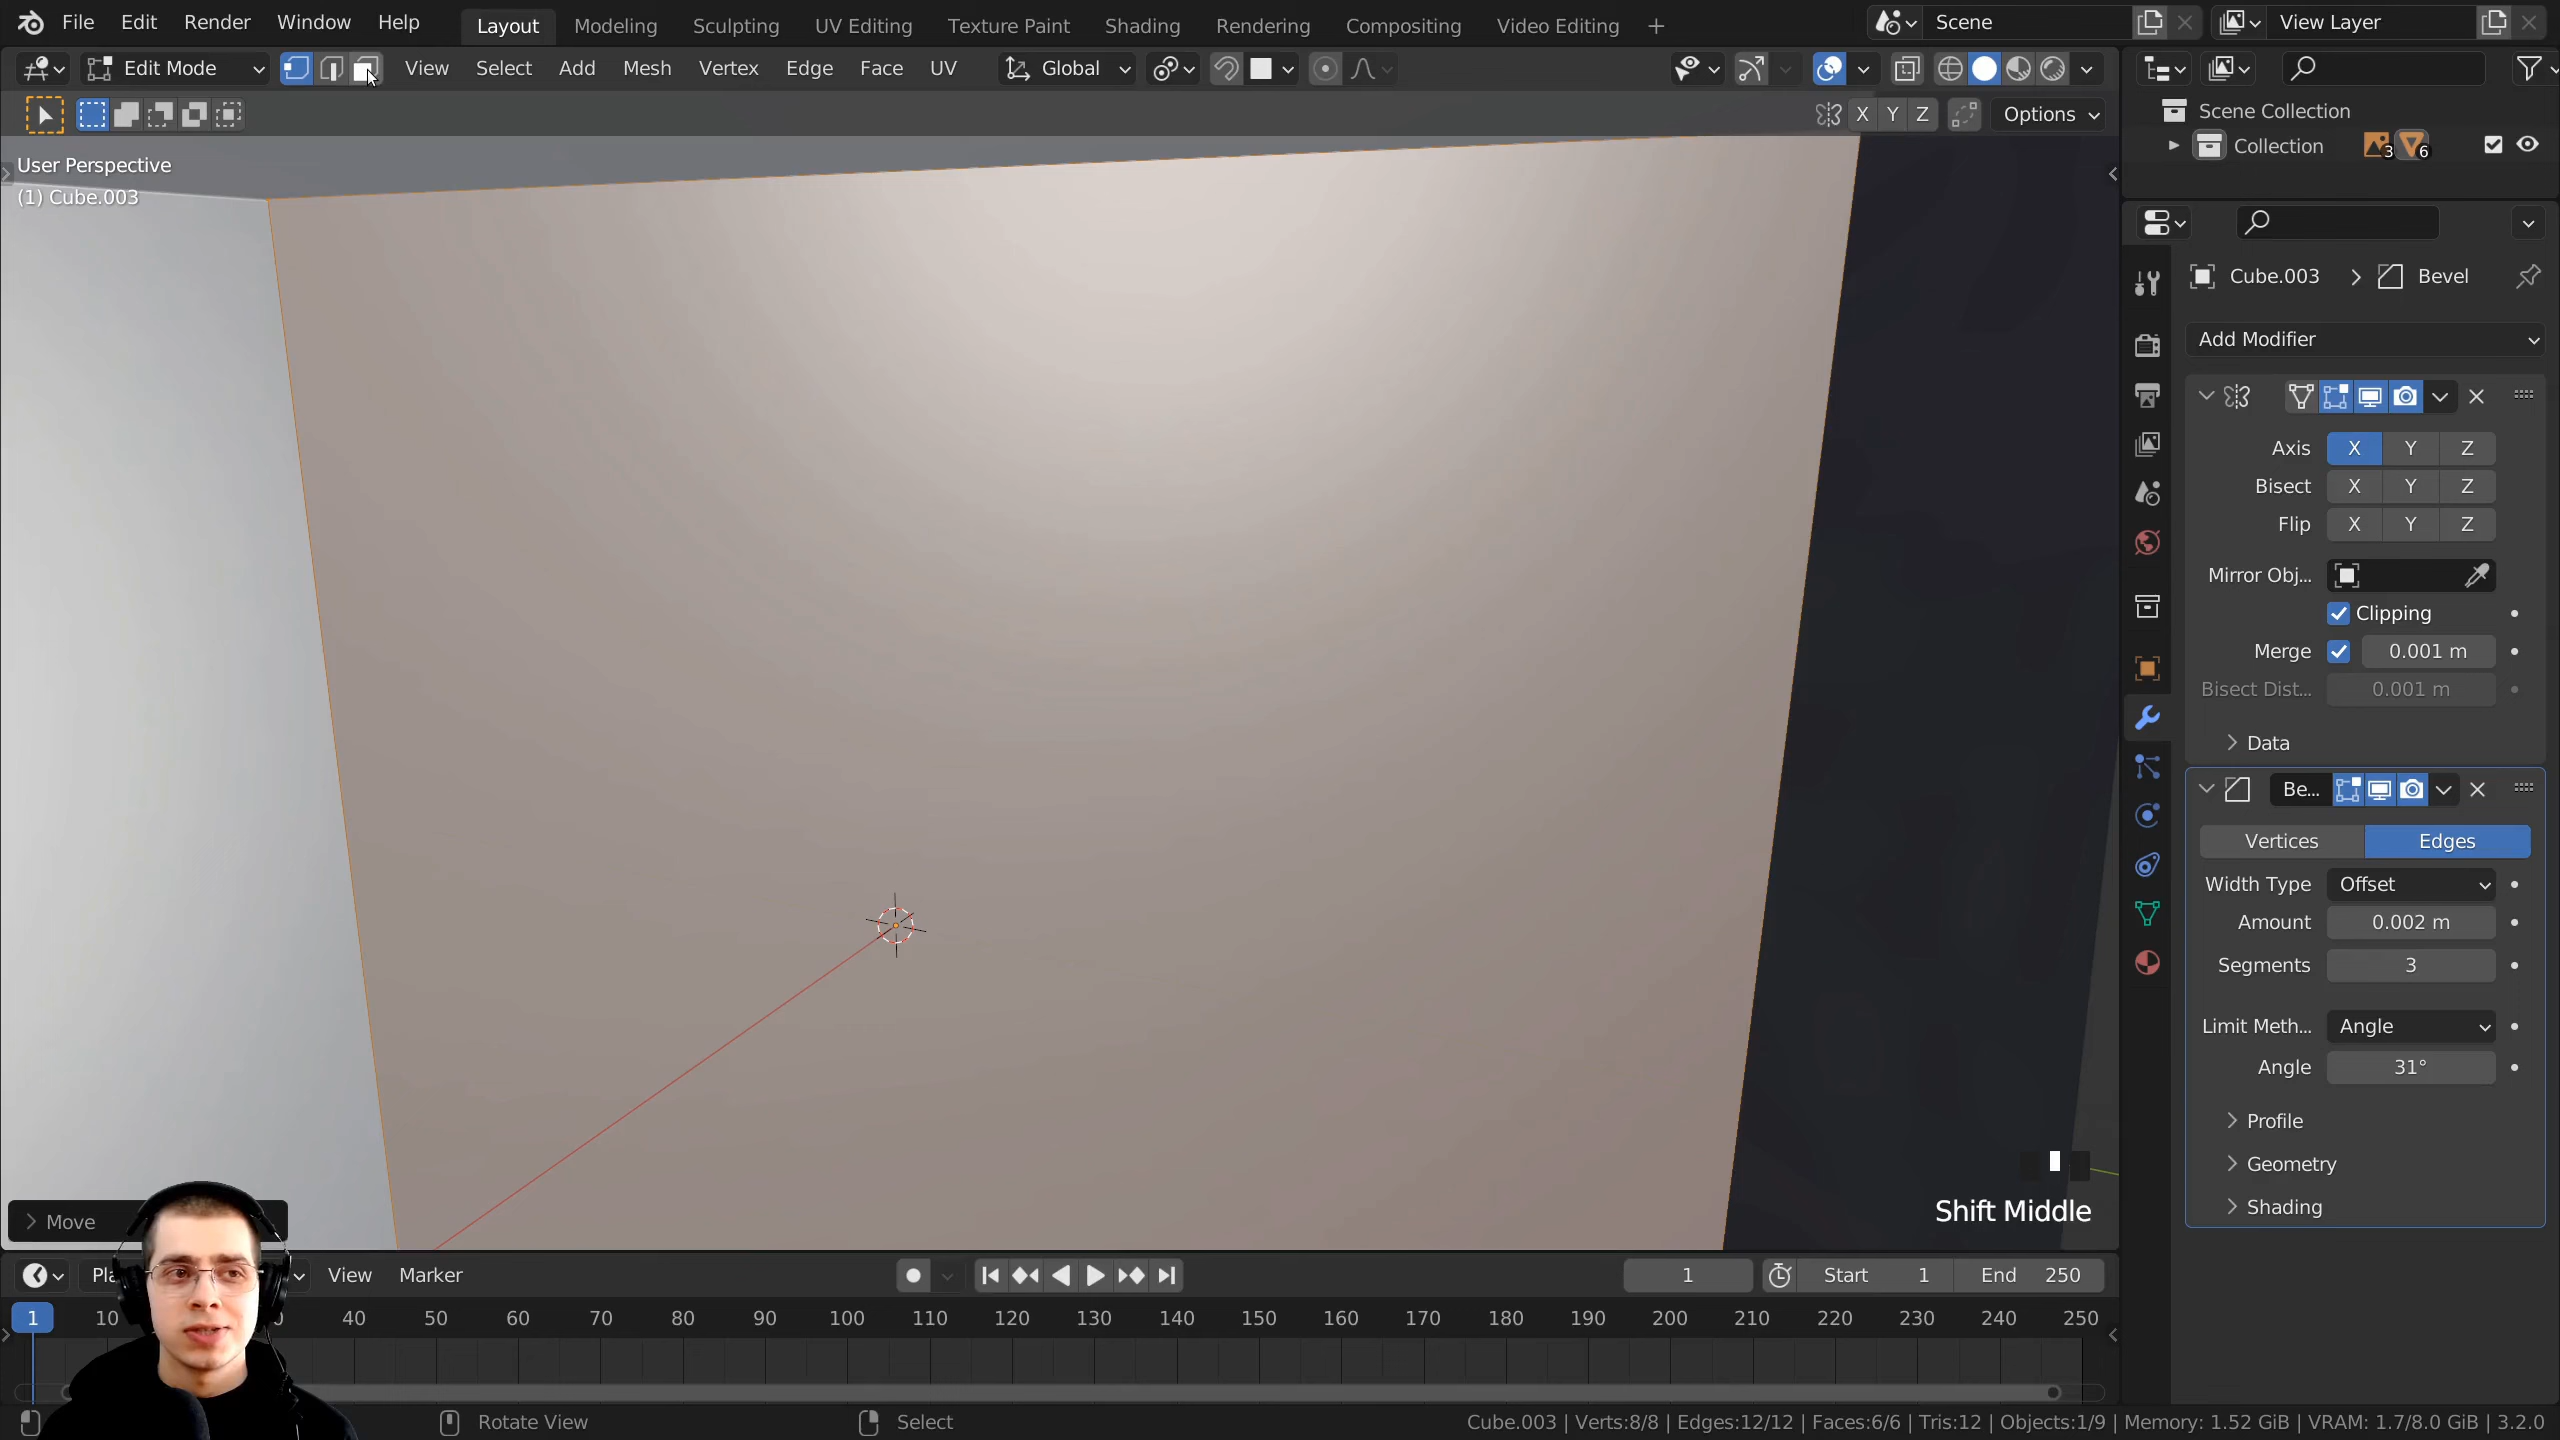 File Edit Render Window Help Layout Modeling Sculpting UV Editing Texture Paint Shading Rendering Compositing Video Editing + Scene View Layer
Edit Mode View Select Add Mesh Vertex Edge Face UV Global
X Y Z Options
Scene Collection
Collection 3 6
User Perspective
(1) Cube.003
Cube.003 > Bevel
Add Modifier
Axis X Y Z
Bisect X Y Z
Flip X Y Z
Mirror Obj...
Clipping
Merge 0.001 m
Bisect Dist... 0.001 m
Data
Be...
Vertices Edges
Width Type Offset
Amount 0.002 m
Segments 3
Limit Meth... Angle
Angle 31°
Profile
Geometry
Shading
Shift Middle
Move
View Marker 1 Start 1 End 250
1 10 40 50 60 70 80 90 100 110 120 130 140 150 160 170 180 190 200 210 220 230 240 250
Rotate View Select Cube.003 | Verts:8/8 | Edges:12/12 | Faces:6/6 | Tris:12 | Objects:1/9 | Memory: 1.52 GiB | VRAM: 1.7/8.0 GiB | 3.2.0